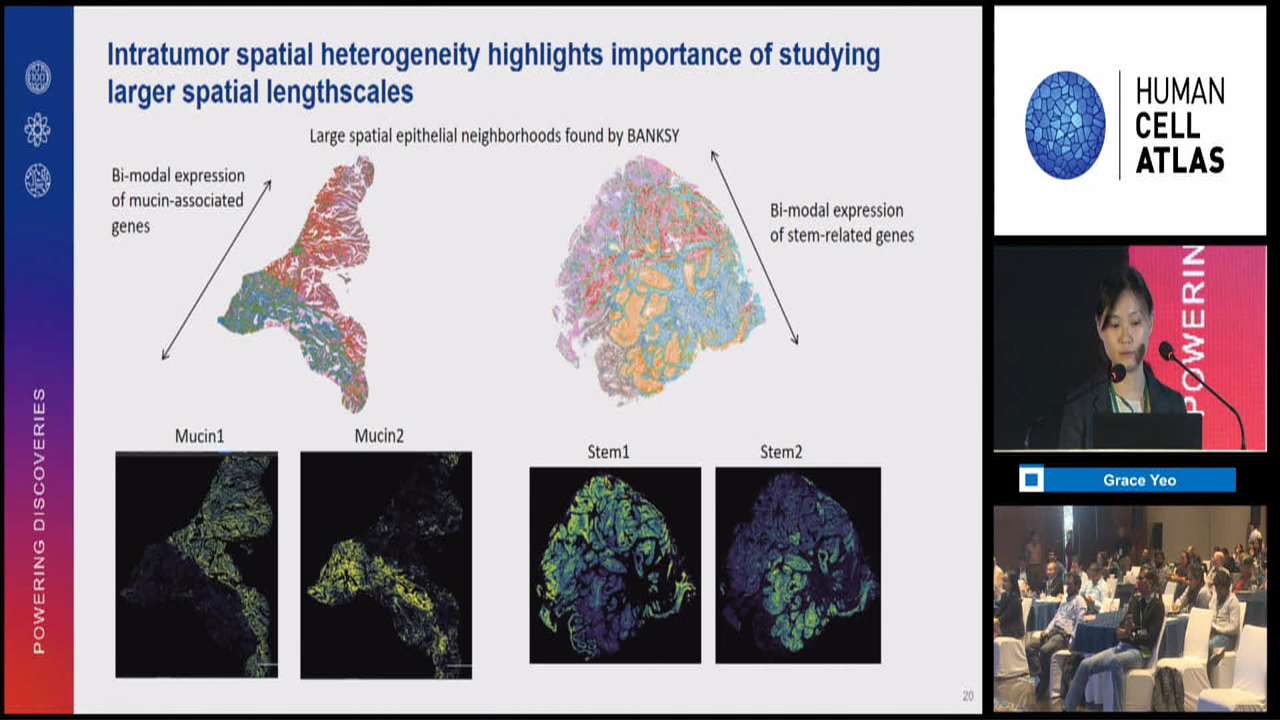 Intratumor spatial heterogeneity highlights importance of studying
larger spatial lengthscales
Large spatial epithelial neighborhoods found by BANKSY
Bi-modal expression
of mucin-associated
genes
Bi-modal expression
of stem-related genes
Mucin1
Mucin2
Stem1
Stem2
20
POWERING DISCOVERIES
100
HUMAN
CELL
ATLAS
POWERIN
Grace Yeo